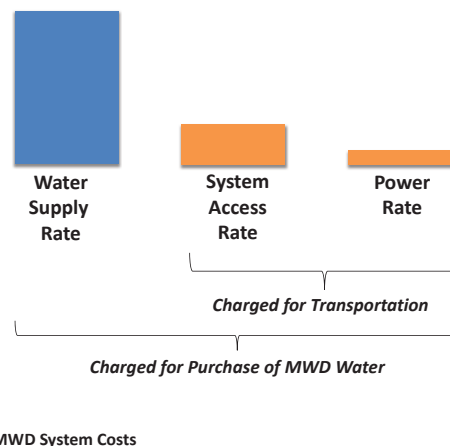 Water
Supply
Rate
System
Access
Rate
Power
Rate
Charged for Transportation
Charged for Purchase of MWD Water
MWD System Costs